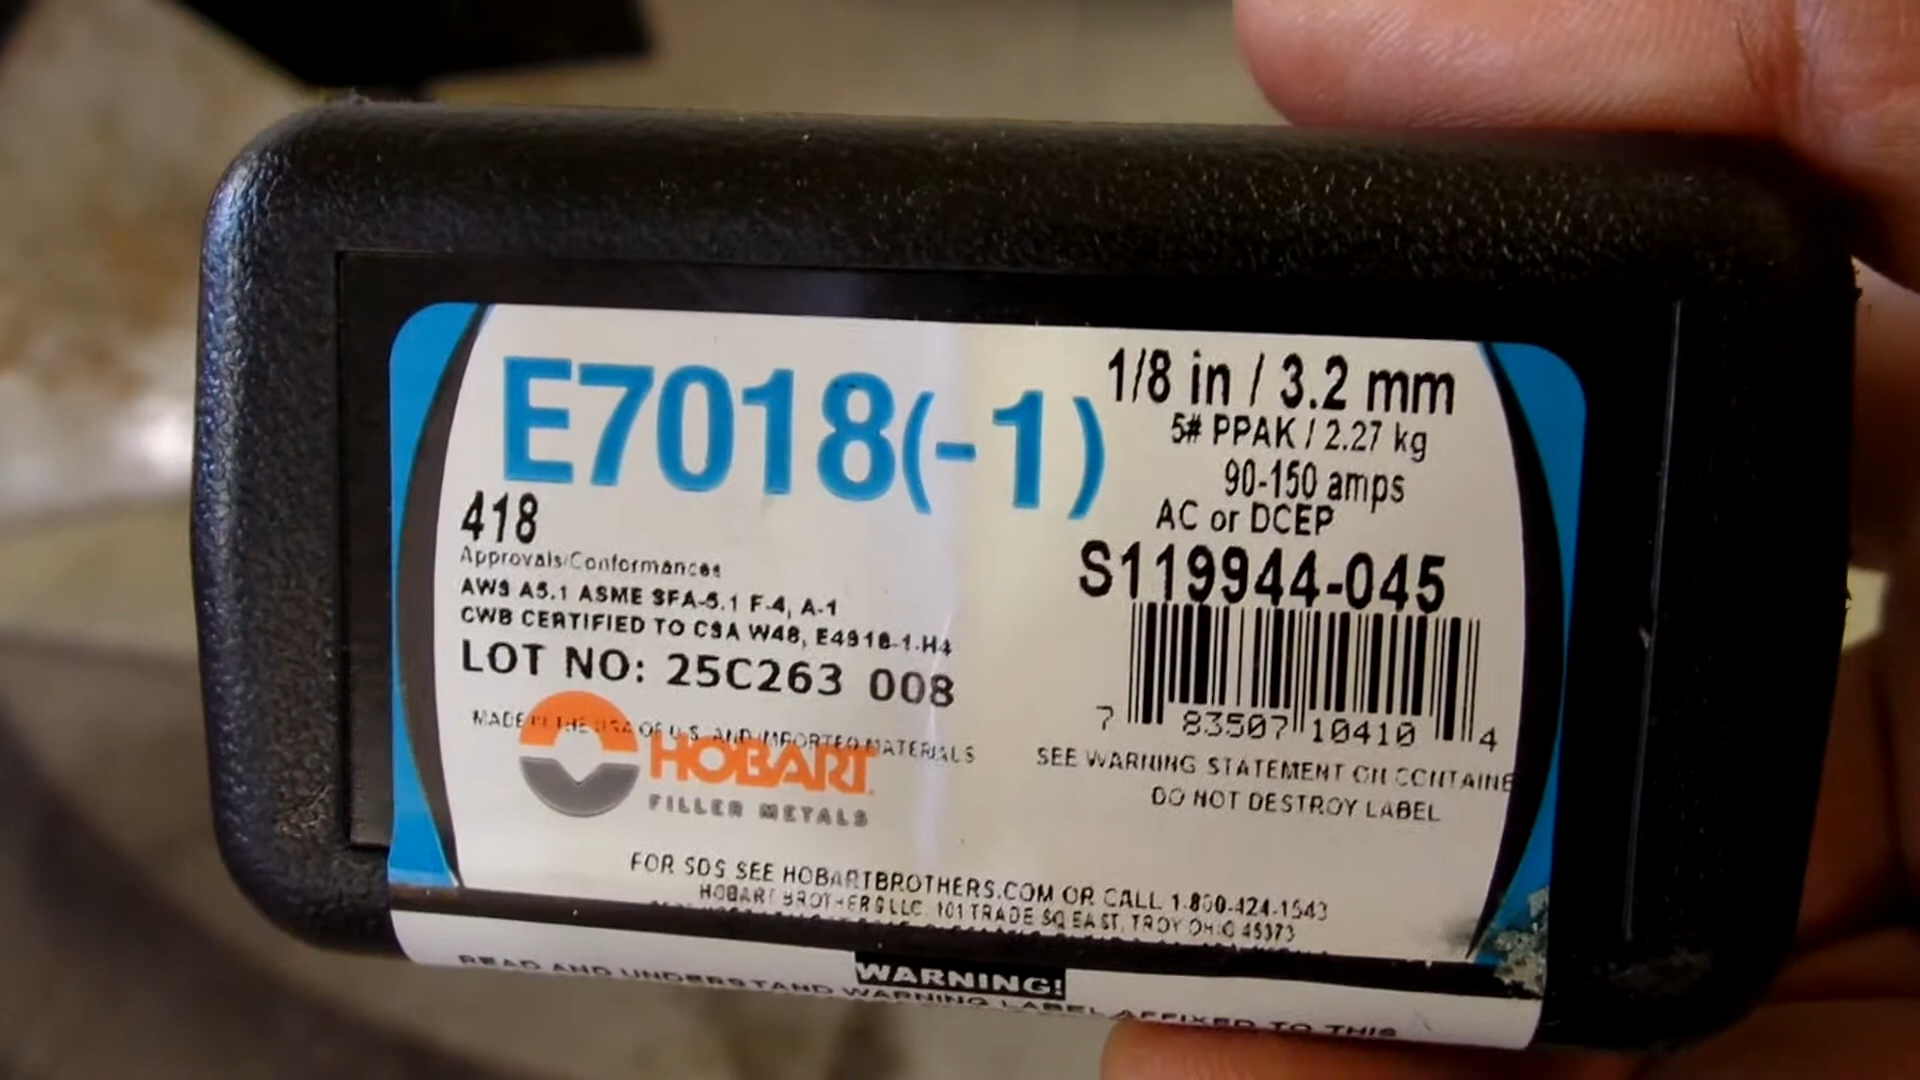 E7018(-1)
1/8 in / 3.2 mm
5# PPAK / 2.27 kg
90-150 amps
AC or DCEP
S119944-045
7 83507 10410 4
SEE WARNING STATEMENT ON CONTAINE
DO NOT DESTROY LABEL
418
Approvals/Conformances
AWS A5.1 ASME SFA-5.1 F-4, A-1
CWB CERTIFIED TO CSA W48, E4918-1-H4
LOT NO: 25C263 008
MADE IN THE USA OF U.S. AND IMPORTED MATERIALS
HOBART
FILLER METALS
FOR SDS SEE HOBARTBROTHERS.COM OR CALL 1-800-424-1543
HOBART BROTHERS LLC, 101 TRADE SQ EAST, TROY OHIO 45373
WARNING!
READ AND UNDERSTAND WARNING LABEL AFFIXED TO THIS